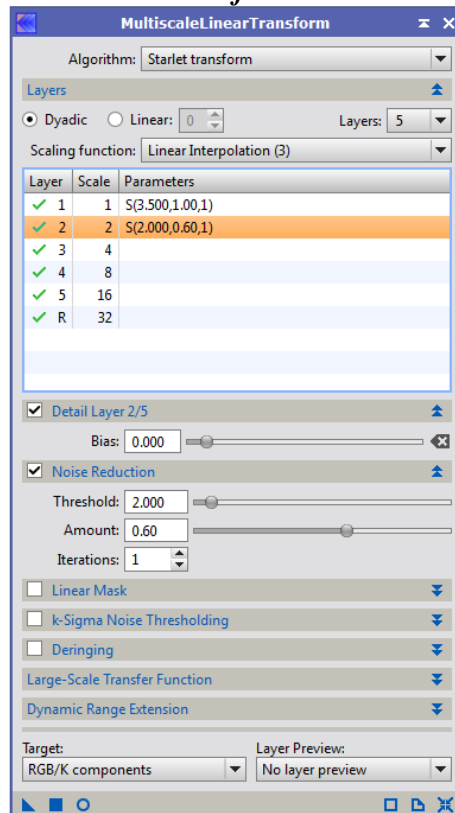 MultiscaleLinearTransform
Algorithm: Starlet transform
Layers
Dyadic Linear: 0 Layers: 5
Scaling function: Linear Interpolation (3)
Layer Scale Parameters
1 1 S(3.500,1.00,1)
2 2 S(2.000,0.60,1)
3 4
4 8
5 16
R 32
Detail Layer 2/5
Bias: 0.000
Noise Reduction
Threshold: 2.000
Amount: 0.60
Iterations: 1
Linear Mask
k-Sigma Noise Thresholding
Deringing
Large-Scale Transfer Function
Dynamic Range Extension
Target: Layer Preview:
RGB/K components No layer preview